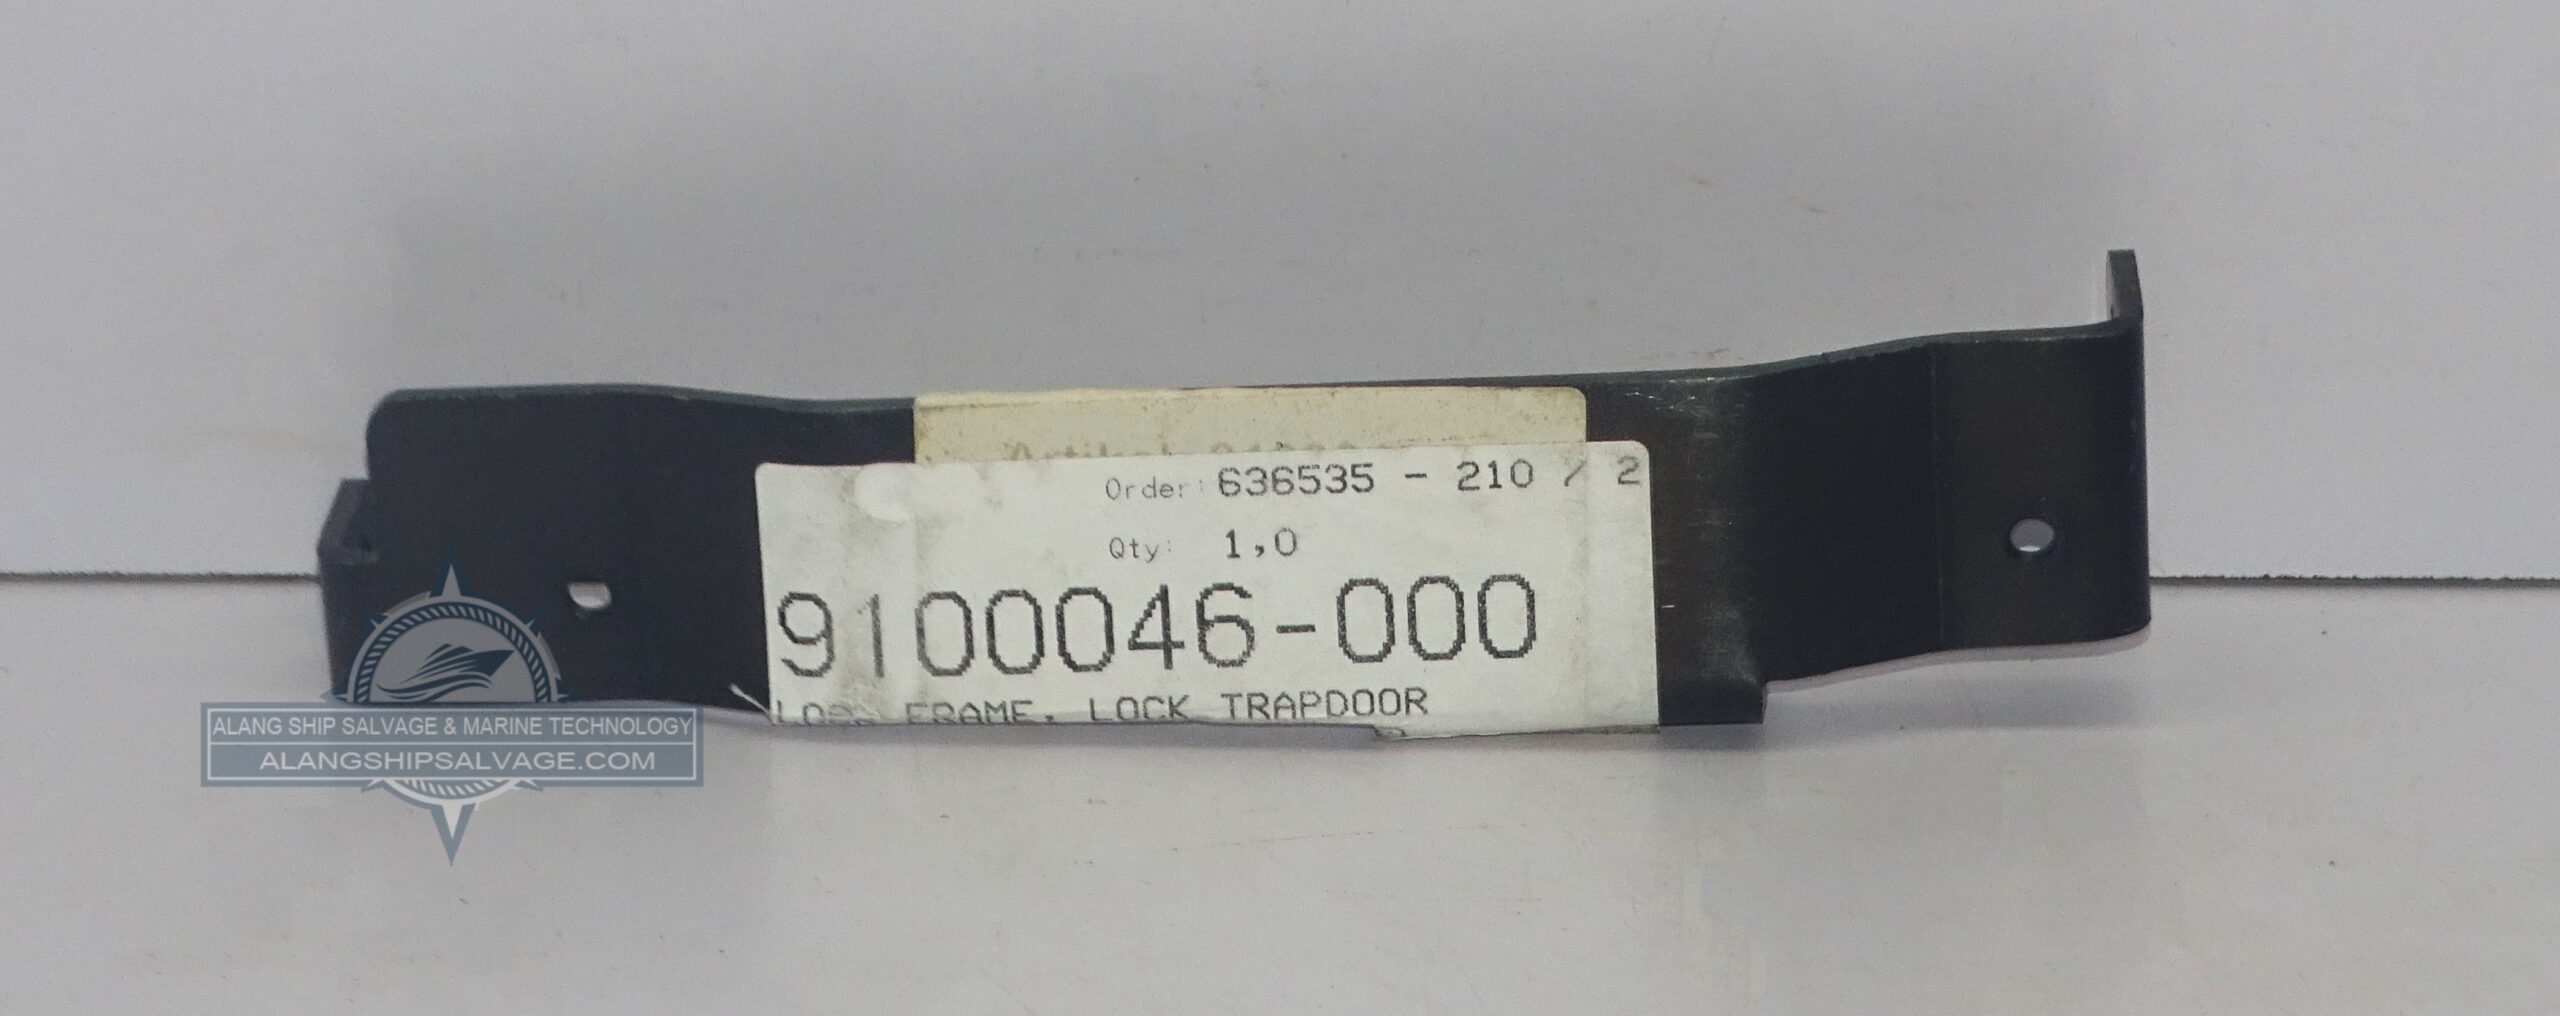 Artikel
Order: 636535 - 210 / 2
Qty: 1,0
9100046-000
FRAME, LOCK TRAPDOOR
ALANG SHIP SALVAGE & MARINE TECHNOLOGY
ALANGSHIPSALVAGE.COM